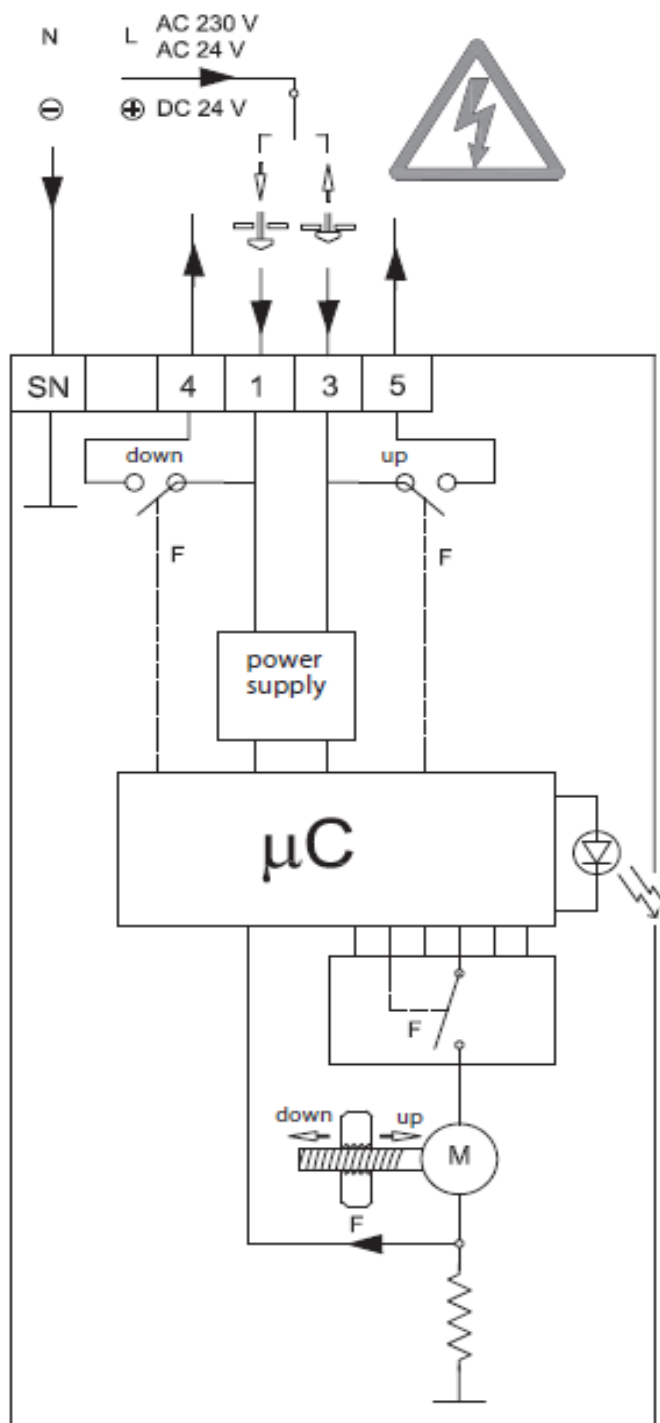 N L AC 230 V
AC 24 V
⊖ ⊕ DC 24 V
SN 4 1 3 5
down up
F F
power
supply
μC
F
down up
M
F